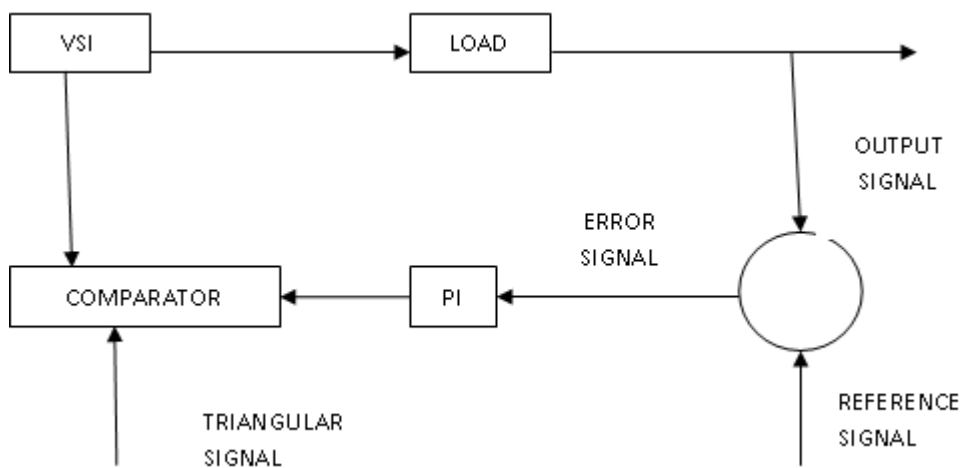 VSI
LOAD
OUTPUT
SIGNAL
ERROR
SIGNAL
COMPARATOR
PI
REFERENCE
SIGNAL
TRIANGULAR
SIGNAL